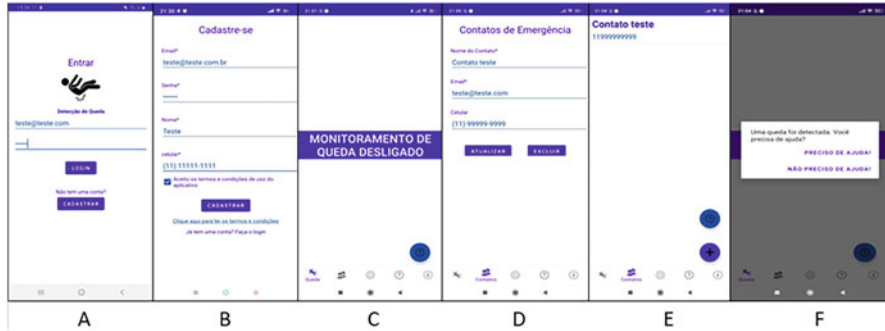 Entrar
Detecção de Queda
teste@teste.com
LOGIN
Não tem uma conta?
CADASTRAR
21:30
Cadastre-se
Email*
teste@teste.com.br
Senha*
Nome*
Teste
celular*
(11) 11111-1111
Aceito os termos e condições de uso do
aplicativo
CADASTRAR
Clique aqui para ler os termos e condições
Já tem uma conta? Faça o login
MONITORAMENTO DE
QUEDA DESLIGADO
Queda
Contatos de Emergência
Nome do Contato*
Contato teste
Email*
teste@teste.com
Celular
(11) 99999-9999
ATUALIZAR EXCLUIR
Contatos
Contato teste
11999999999
Contatos
21:04
Uma queda foi detectada. Você
precisa de ajuda?
PRECISO DE AJUDA!
NÃO PRECISO DE AJUDA!
A B C D E F